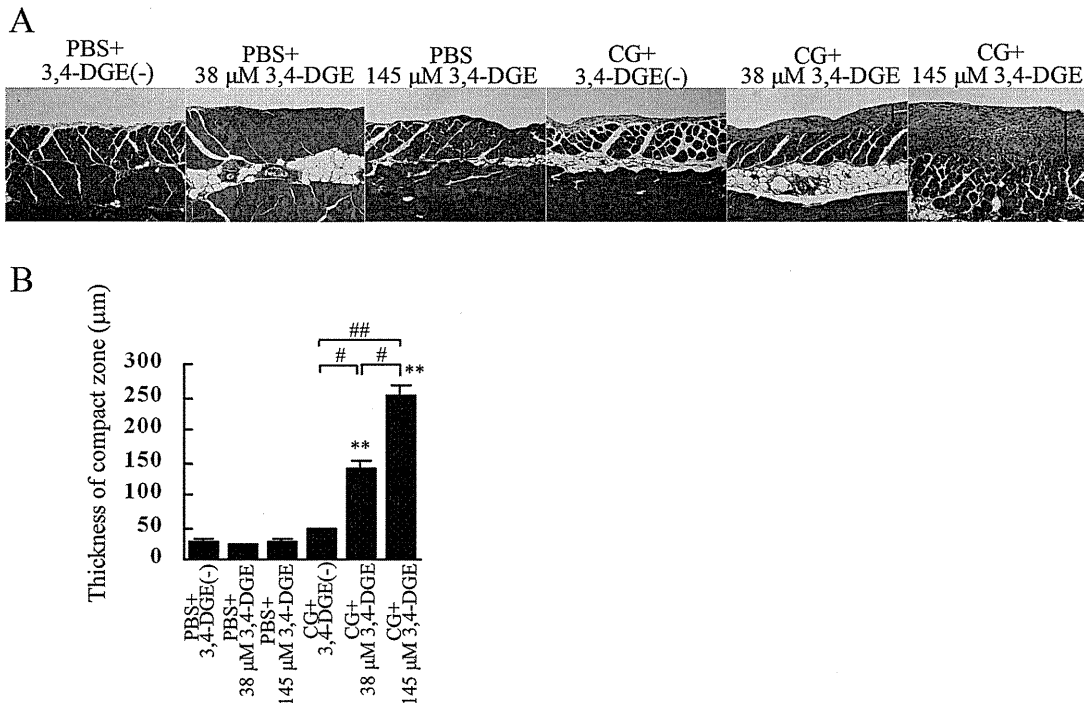 A
PBS+
3,4-DGE(-)
PBS+
38 μM 3,4-DGE
PBS
145 μM 3,4-DGE
CG+
3,4-DGE(-)
CG+
38 μM 3,4-DGE
CG+
145 μM 3,4-DGE
B
Thickness of compact zone (μm)
300
250
200
150
100
50
0
##
#
#
**
**
PBS+
3,4-DGE(-)
PBS+
38 μM 3,4-DGE
PBS+
145 μM 3,4-DGE
CG+
3,4-DGE(-)
CG+
38 μM 3,4-DGE
CG+
145 μM 3,4-DGE